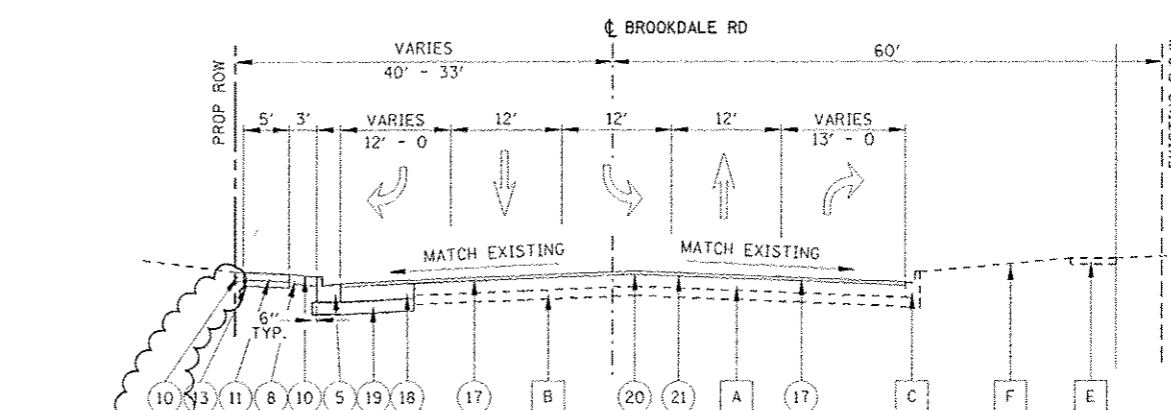 ℄ BROOKDALE RD
VARIES
40' - 33'
60'
PROP ROW
5'
3'
VARIES
12' - 0
12'
12'
12'
VARIES
13' - 0
MATCH EXISTING
MATCH EXISTING
6"
TYP.
10
13
11
8
10
5
19
18
17
B
20
21
A
17
C
F
E